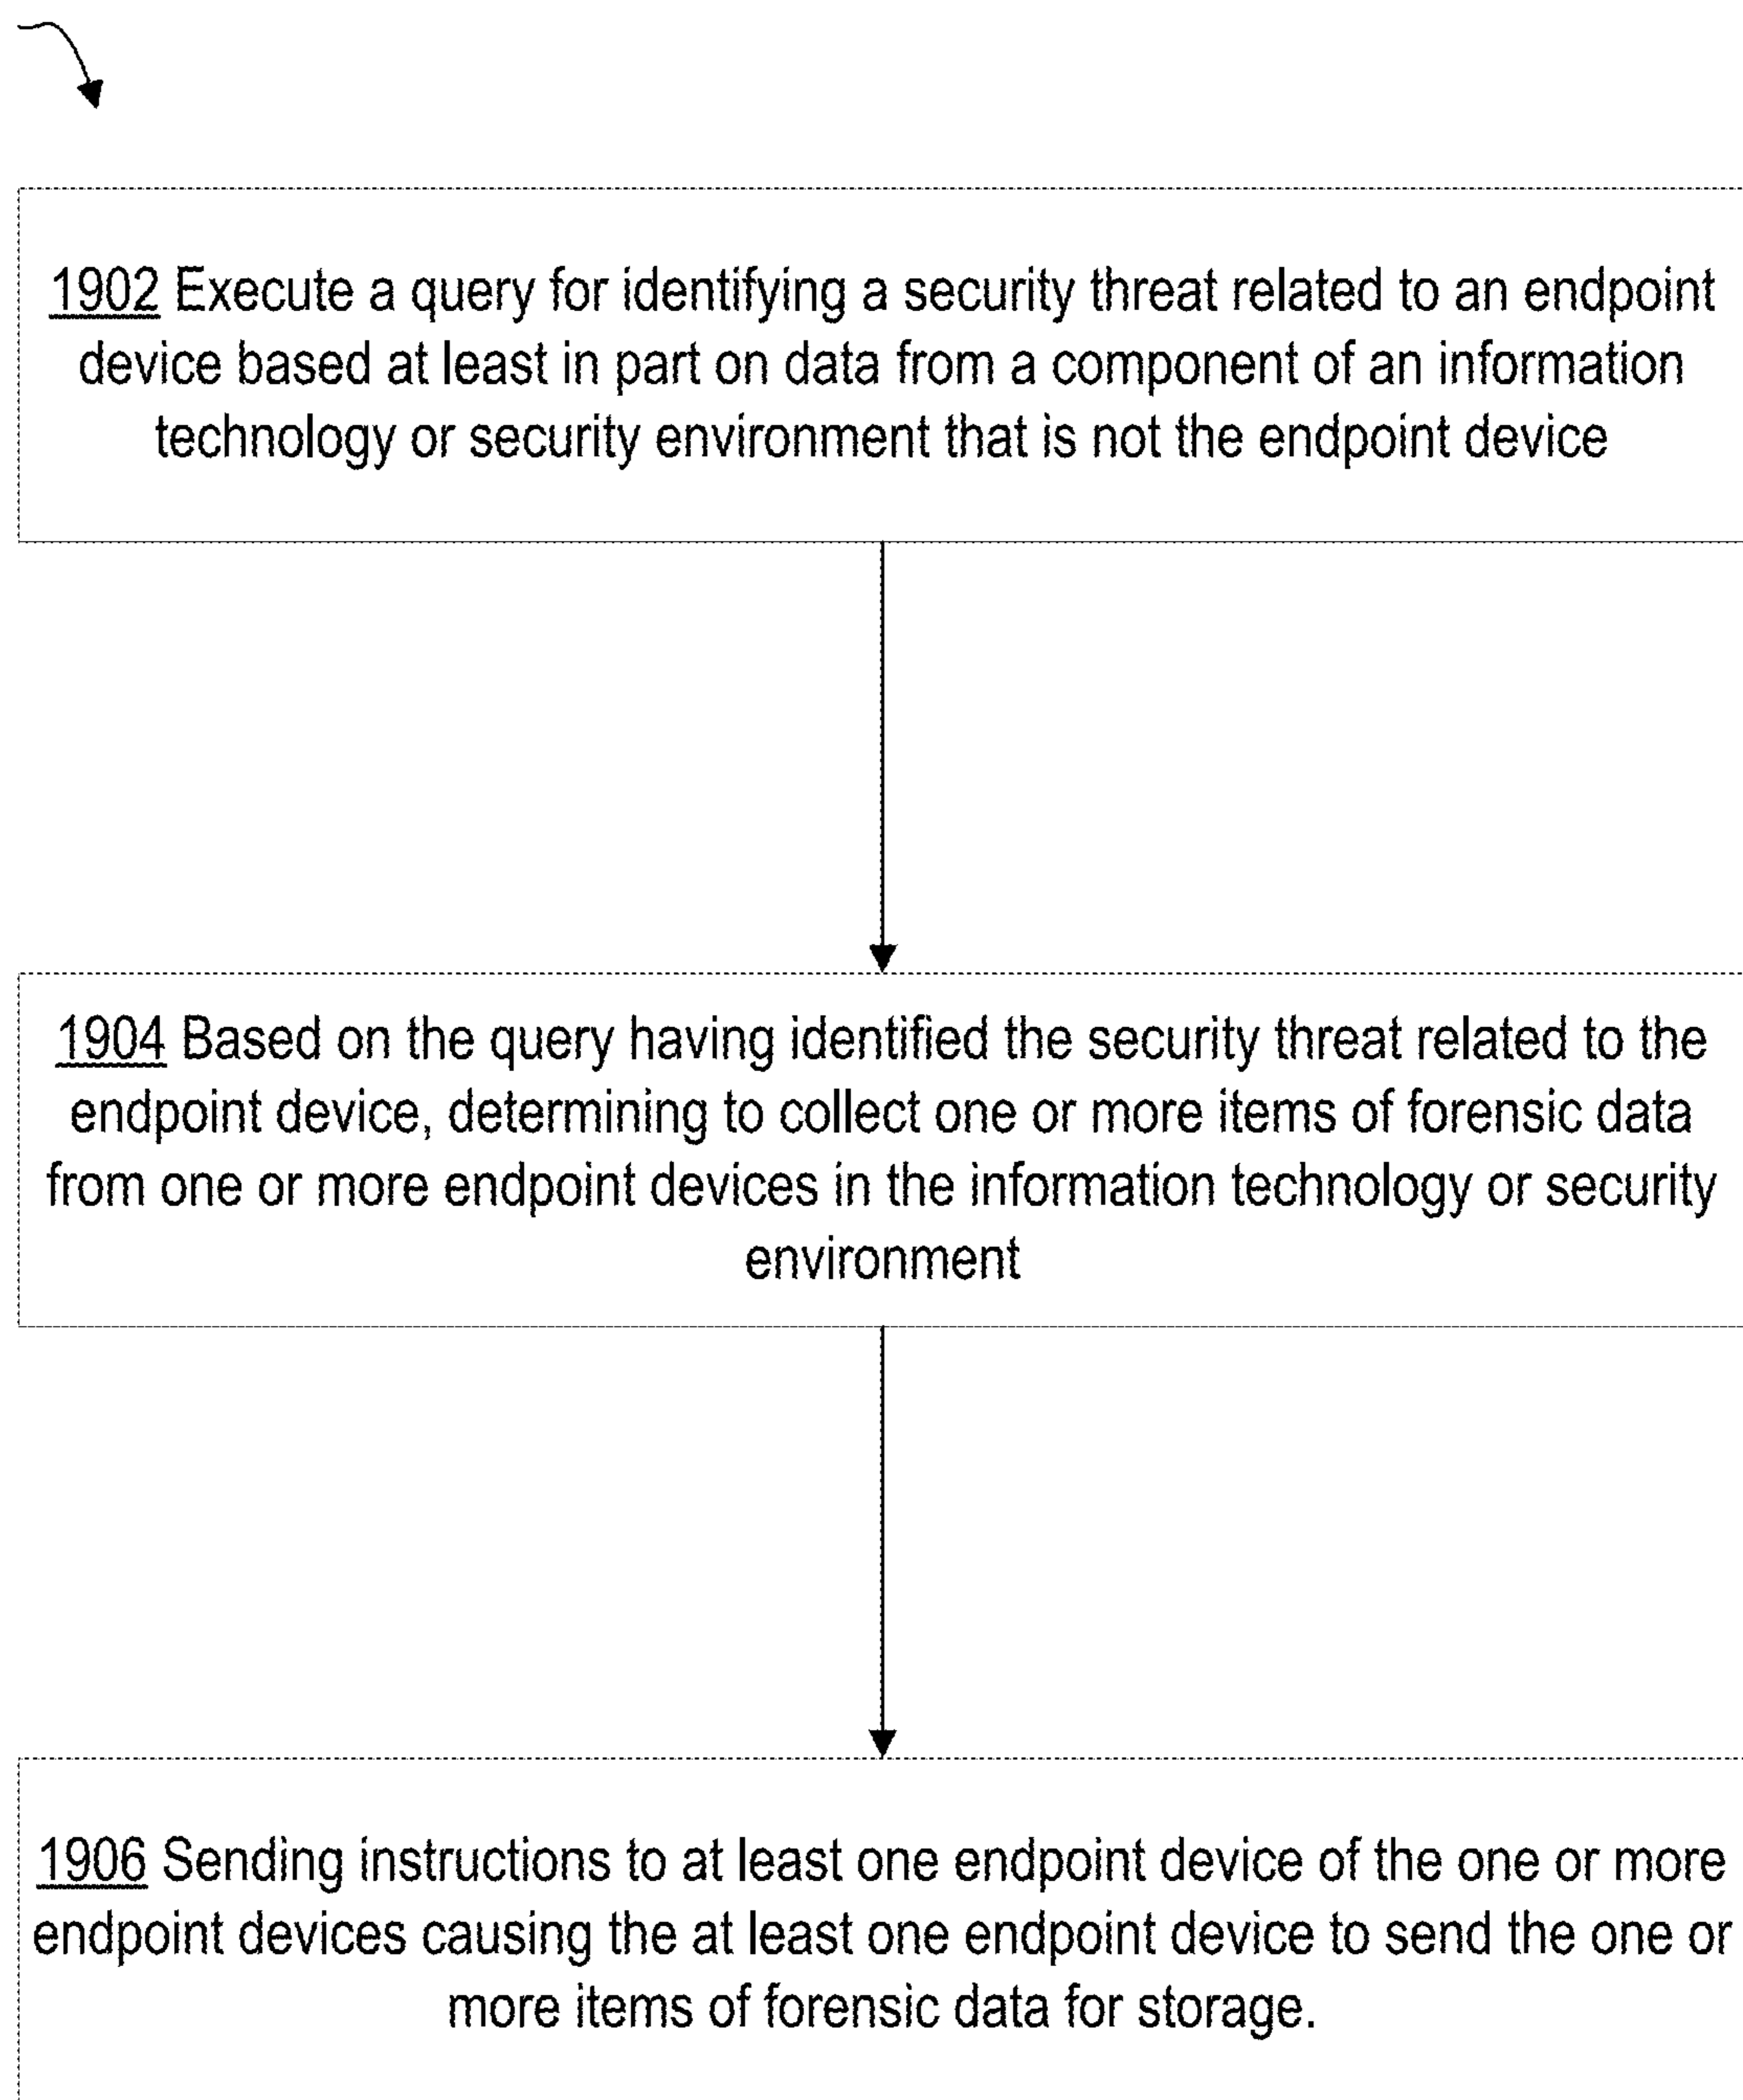 1902 Execute a query for identifying a security threat related to an endpoint
device based at least in part on data from a component of an information
technology or security environment that is not the endpoint device
1904 Based on the query having identified the security threat related to the
endpoint device, determining to collect one or more items of forensic data
from one or more endpoint devices in the information technology or security
environment
1906 Sending instructions to at least one endpoint device of the one or more
endpoint devices causing the at least one endpoint device to send the one or
more items of forensic data for storage.